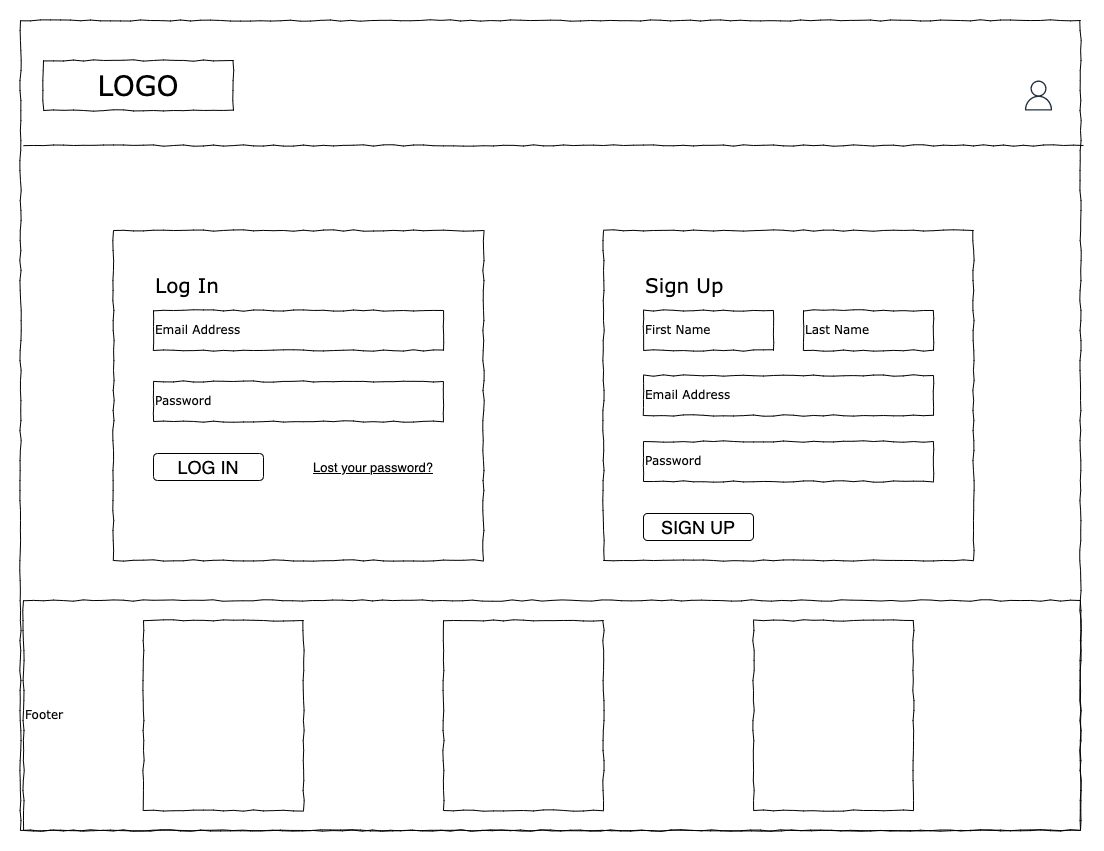 LOGO
Log In
Email Address
Password
LOG IN
Lost your password?
Sign Up
First Name
Last Name
Email Address
Password
SIGN UP
Footer